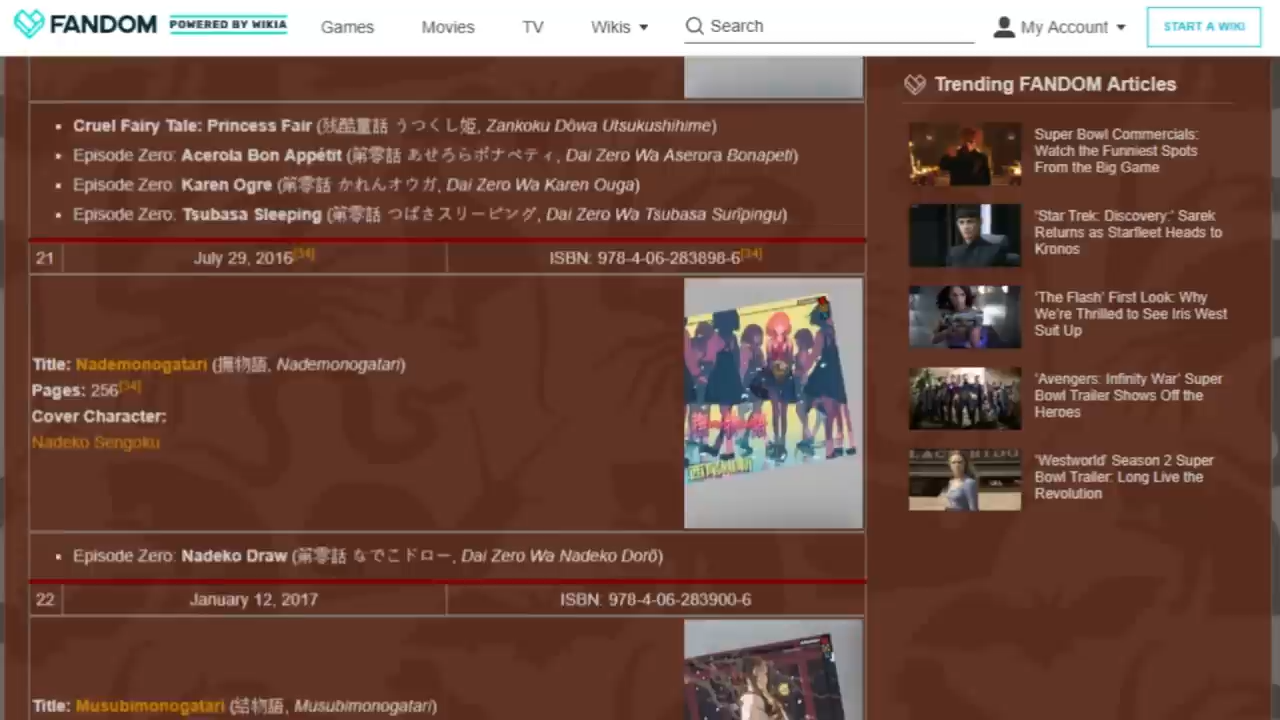 FANDOM POWERED BY WIKIA Games Movies TV Wikis Search My Account START A WIKI
Cruel Fairy Tale: Princess Fair (残酷童話 うつくし姫, Zankoku Dōwa Utsukushihime)
Episode Zero: Acerola Bon Appétit (第零話 あせろらボナペティ, Dai Zero Wa Aserora Bonapeti)
Episode Zero: Karen Ogre (第零話 かれんオウガ, Dai Zero Wa Karen Ouga)
Episode Zero: Tsubasa Sleeping (第零話 つばさスリーピング, Dai Zero Wa Tsubasa Surīpingu)
21 July 29, 2016[34] ISBN: 978-4-06-283898-6[34]
Title: Nademonogatari (撫物語, Nademonogatari)
Pages: 256[34]
Cover Character:
Nadeko Sengoku
Episode Zero: Nadeko Draw (第零話 なでこドロー, Dai Zero Wa Nadeko Dorō)
22 January 12, 2017 ISBN: 978-4-06-283900-6
Title: Musubimonogatari (結物語, Musubimonogatari)
Trending FANDOM Articles
Super Bowl Commercials:
Watch the Funniest Spots
From the Big Game
'Star Trek: Discovery:' Sarek
Returns as Starfleet Heads to
Kronos
'The Flash' First Look: Why
We're Thrilled to See Iris West
Suit Up
'Avengers: Infinity War' Super
Bowl Trailer Shows Off the
Heroes
'Westworld' Season 2 Super
Bowl Trailer: Long Live the
Revolution